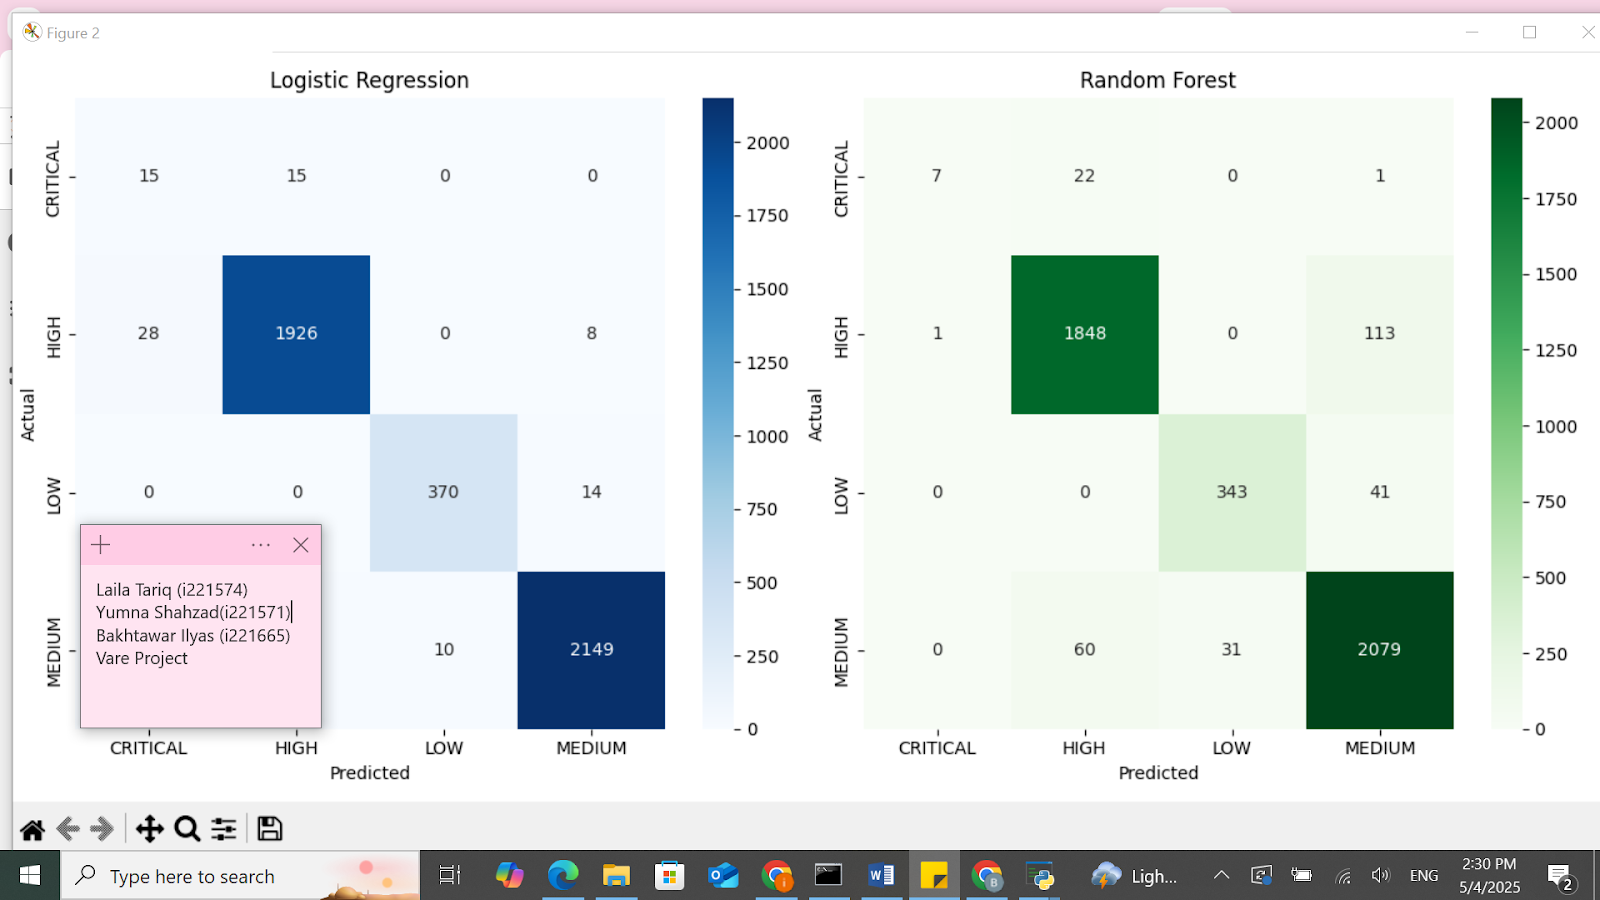 Figure 2
Logistic Regression
CRITICAL 15 15 0 0
HIGH 28 1926 0 8
LOW 0 0 370 14
MEDIUM 10 2149
Actual
CRITICAL HIGH LOW MEDIUM
Predicted
2000
1750
1500
1250
1000
750
500
250
0
Random Forest
CRITICAL 7 22 0 1
HIGH 1 1848 0 113
LOW 0 0 343 41
MEDIUM 0 60 31 2079
Actual
CRITICAL HIGH LOW MEDIUM
Predicted
2000
1750
1500
1250
1000
750
500
250
0
Laila Tariq (i221574)
Yumna Shahzad(i221571)
Bakhtawar Ilyas (i221665)
Vare Project
Type here to search
Ligh...
ENG
2:30 PM
5/4/2025
2